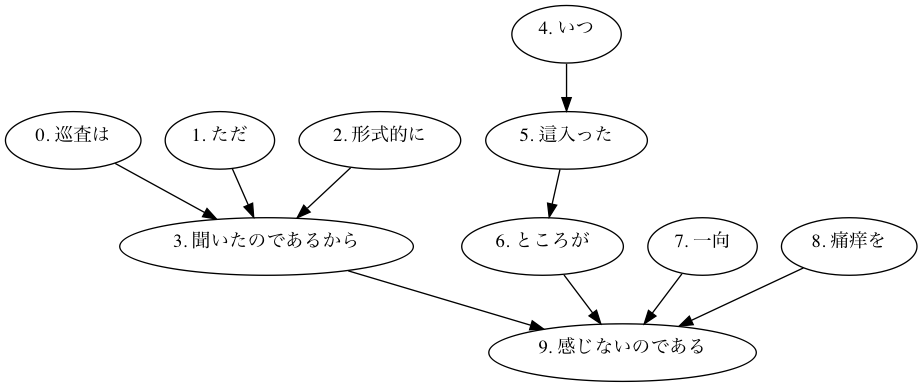 4. いつ
0. 巡査は
1. ただ
2. 形式的に
5. 這入った
3. 聞いたのであるから
6. ところが
7. 一向
8. 痛痒を
9. 感じないのである